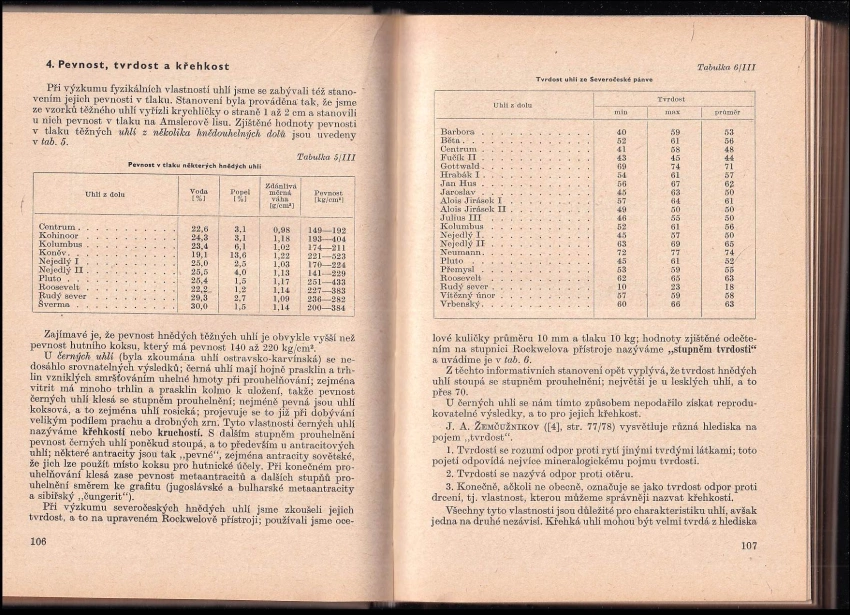 4. Pevnost, tvrdost a křehkost
Při výzkumu fyzikálních vlastností uhlí jsme se zabývali též stano-
vením jejich pevnosti v tlaku. Stanovení byla prováděna tak, že jsme
ze vzorků těžného uhlí vyřízli krychličky o straně 1 až 2 cm a stanovili
u nich pevnost v tlaku na Amslerově lisu. Zjištěné hodnoty pevnosti
v tlaku těžných uhlí z několika hnědouhelných dolů jsou uvedeny
v tab. 5.
Tabulka 5/III
Pevnost v tlaku některých hnědých uhlí
Uhlí z dolu Voda [%] Popel [%] Zdánlivá měrná váha [g/cm³] Pevnost [kg/cm²]
Centrum 22,6 3,1 0,98 149—192
Kohinoor 24,3 3,1 1,18 193—404
Kolumbus 23,4 6,1 1,02 174—211
Koněv 19,1 13,6 1,22 221—523
Nejedlý I 25,0 2,5 1,03 170—224
Nejedlý II 25,5 4,0 1,13 141—229
Pluto 25,4 1,5 1,17 251—433
Roosevelt 22,2 1,2 1,14 227—383
Rudý sever 29,3 2,7 1,09 236—282
Šverma 30,0 1,5 1,14 200—384
Zajímavé je, že pevnost hnědých těžných uhlí je obvykle vyšší než
pevnost hutního koksu, který má pevnost 140 až 220 kg/cm².
U černých uhlí (byla zkoumána uhlí ostravsko-karvínská) se ne-
dosáhlo srovnatelných výsledků; černá uhlí mají hojně prasklin a trh-
lin vzniklých smršťováním uhelné hmoty při prouhelňování; zejména
vitrit má mnoho trhlin a prasklin kolmo k uložení, takže pevnost
černých uhlí klesá se stupněm prouhelnění; nejméně pevná jsou uhlí
koksová, a to zejména uhlí rosická; projevuje se to již při dobývání
velikým podílem prachu a drobných zrn. Tyto vlastnosti černých uhlí
nazýváme křehkostí nebo kruchostí. S dalším stupněm prouhelnění
pevnost černých uhlí poněkud stoupá, a to především u antracitových
uhlí; některé antracity jsou tak „pevné“, zejména antracity sovětské,
že jich lze použít místo koksu pro hutnické účely. Při konečném pro-
uhelňování klesá zase pevnost metaantracitů a dalších stupňů pro-
uhelnění směrem ke grafitu (jugoslávské a bulharské metaantracity
a sibiřský „čungerit“).
Při výzkumu severočeských hnědých uhlí jsme zkoušeli jejich
tvrdost, a to na upraveném Rockwelově přístroji; používali jsme oce-
106
Tabulka 6/III
Tvrdost uhlí ze Severočeské pánve
Uhlí z dolu Tvrdost
min max průměr
Barbora 40 59 53
Běta 52 61 56
Centrum 41 58 48
Fučík II 43 45 44
Gottwald 69 74 71
Hrabák I 54 61 57
Jan Hus 56 67 62
Jaroslav 45 63 50
Alois Jirásek I 57 64 61
Alois Jirásek II 49 50 50
Julius III 46 55 50
Kolumbus 52 61 56
Nejedlý I 45 57 50
Nejedlý II 63 69 65
Neumann 72 77 74
Pluto 45 61 52
Přemysl 53 59 55
Roosevelt 62 65 63
Rudý sever 10 23 18
Vítězný únor 57 59 58
Vrbenský 60 66 63
lové kuličky průměru 10 mm a tlaku 10 kg; hodnoty zjištěné odečte-
ním na stupnici Rockwelova přístroje nazýváme „stupněm tvrdosti“
a uvádíme je v tab. 6.
Z těchto informativních stanovení opět vyplývá, že tvrdost hnědých
uhlí stoupá se stupněm prouhelnění; největší je u lesklých uhlí, a to
přes 70.
U černých uhlí se nám tímto způsobem nepodařilo získat reprodu-
kovatelné výsledky, a to pro jejich křehkost.
J. A. Žemčužnikov ([4], str. 77/78) vysvětluje různá hlediska na
pojem „tvrdost“.
1. Tvrdostí se rozumí odpor proti rytí jinými tvrdými látkami; toto
pojetí odpovídá nejvíce mineralogickému pojmu tvrdosti.
2. Tvrdostí se nazývá odpor proti otěru.
3. Konečně, ačkoli ne obecně, označuje se jako tvrdost odpor proti
drcení, tj. vlastnost, kterou můžeme správněji nazvat křehkostí.
Všechny tyto vlastnosti jsou důležité pro charakteristiku uhlí, avšak
jedna na druhé nezávisí. Křehká uhlí mohou být velmi tvrdá z hlediska
107